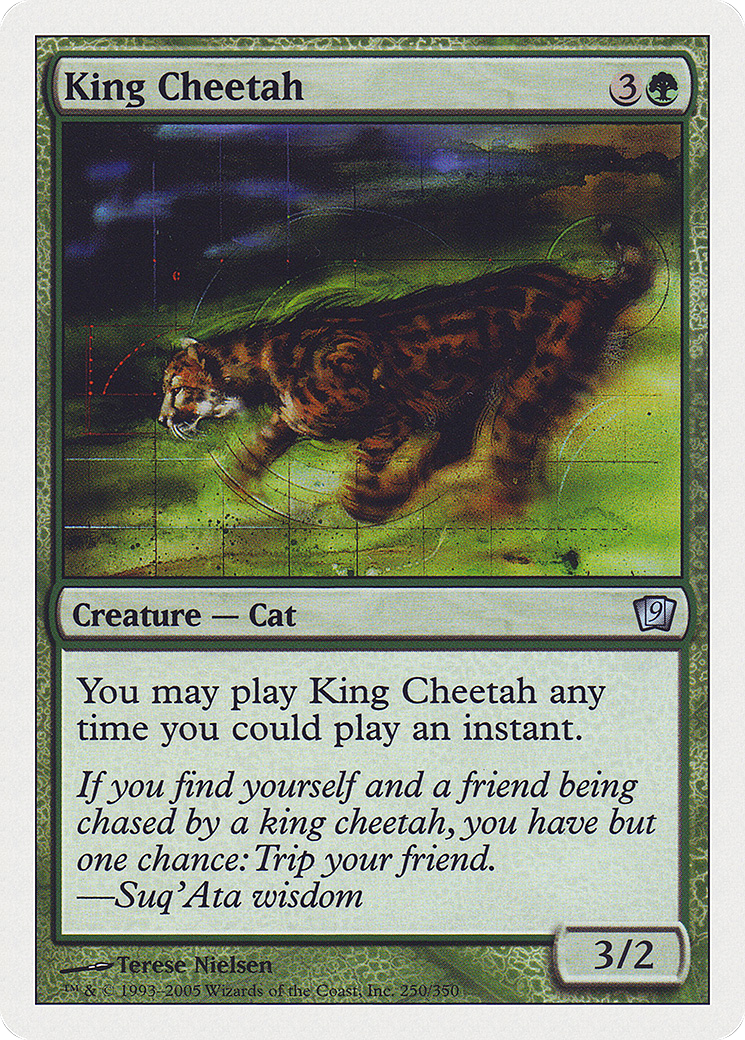 King Cheetah 3
Creature — Cat 9
You may play King Cheetah any
time you could play an instant.
If you find yourself and a friend being
chased by a king cheetah, you have but
one chance: Trip your friend.
—Suq’Ata wisdom
3/2
Terese Nielsen
™ & © 1993–2005 Wizards of the Coast, Inc. 250/350